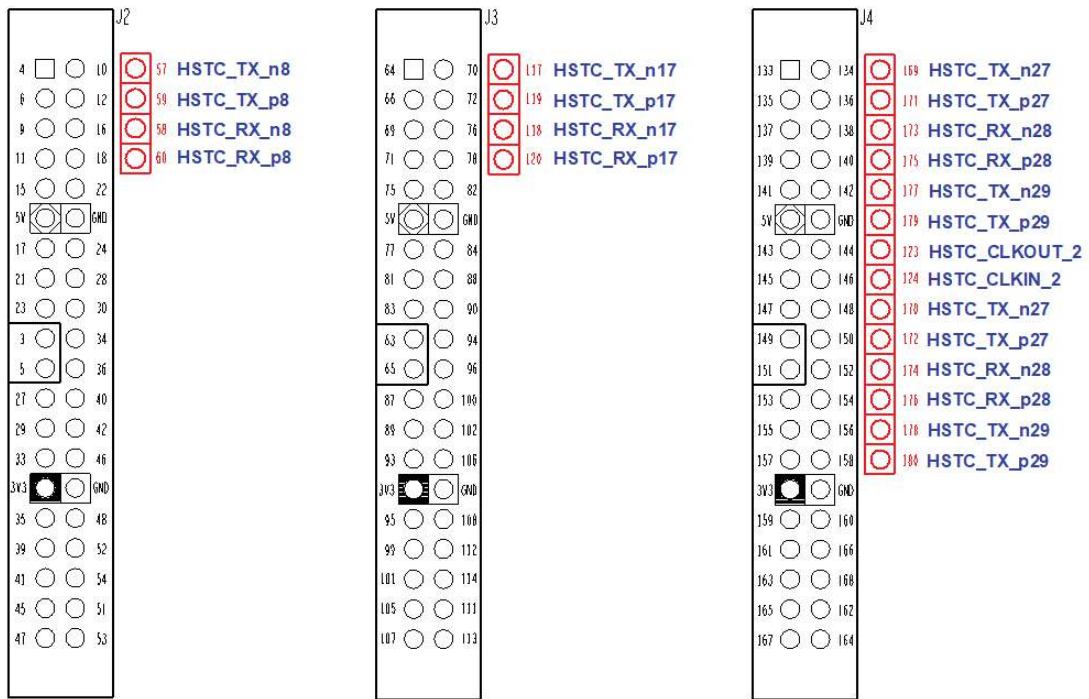 J2
4 10 57 HSTC_TX_n8
6 12 59 HSTC_TX_p8
9 16 58 HSTC_RX_n8
11 18 60 HSTC_RX_p8
15 22
5V GND
17 24
21 28
23 30
3 34
5 36
27 40
29 42
33 46
3V3 GND
35 48
39 52
41 54
45 51
47 53
J3
64 70 117 HSTC_TX_n17
66 72 119 HSTC_TX_p17
69 76 118 HSTC_RX_n17
71 78 120 HSTC_RX_p17
75 82
5V GND
77 84
81 88
83 90
63 94
65 96
87 100
89 102
93 106
3V3 GND
95 108
99 112
101 114
105 111
107 113
J4
133 134 169 HSTC_TX_n27
135 136 171 HSTC_TX_p27
137 138 173 HSTC_RX_n28
139 140 175 HSTC_RX_p28
141 142 177 HSTC_TX_n29
5V GND 179 HSTC_TX_p29
143 144 123 HSTC_CLKOUT_2
145 146 124 HSTC_CLKIN_2
147 148 170 HSTC_TX_n27
149 150 172 HSTC_TX_p27
151 152 174 HSTC_RX_n28
153 154 176 HSTC_RX_p28
155 156 178 HSTC_TX_n29
157 158 180 HSTC_TX_p29
3V3 GND
159 160
161 166
163 168
165 162
167 164